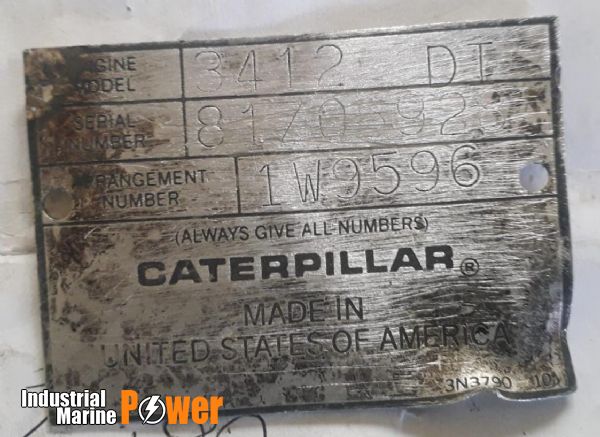 ENGINE MODEL 3412 DI
SERIAL NUMBER
ARRANGEMENT NUMBER 1W9596
(ALWAYS GIVE ALL NUMBERS)
CATERPILLAR®
MADE IN
UNITED STATES OF AMERICA
3N3790
Industrial
Marine Power